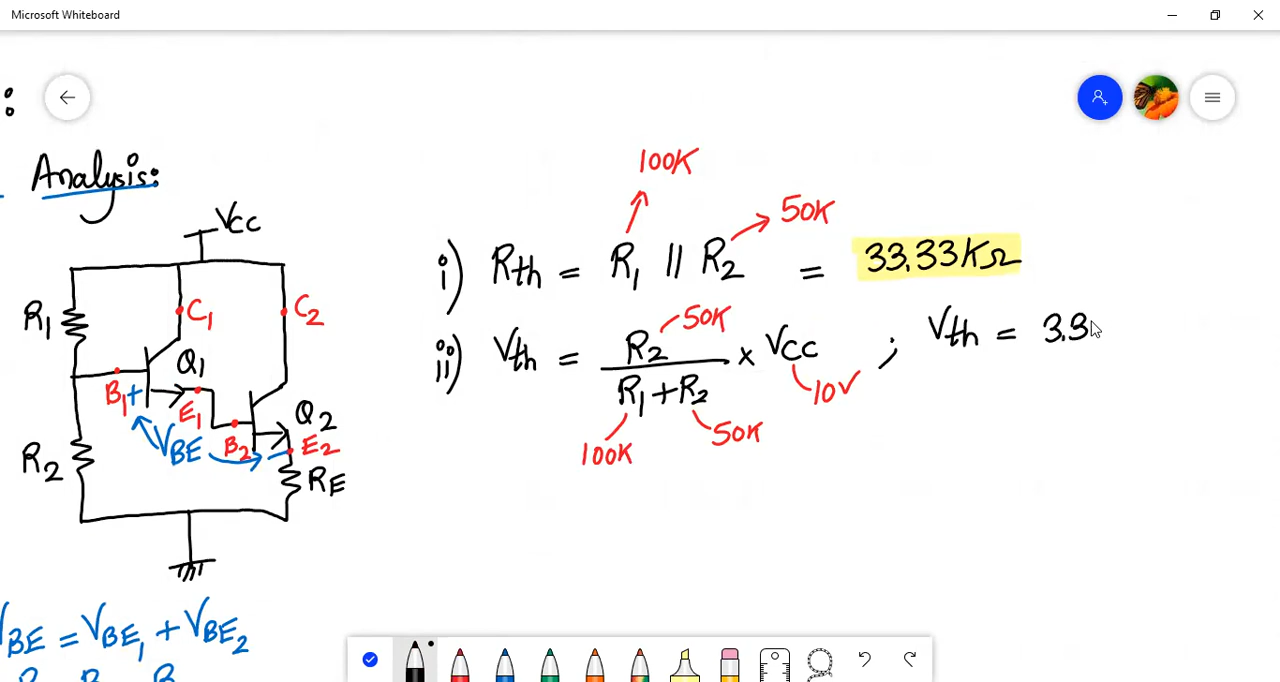 Microsoft Whiteboard
:
Analysis:
VCC
R1
C1
C2
Q1
B1
+
E1
Q2
VBE
B2
E2
R2
RE
VBE = VBE1 + VBE2
100K
50K
i) Rth = R1 || R2 = 33.33KΩ
50K
ii) Vth = R2 / R1 + R2 × VCC ; Vth = 3.3
10V
100K
50K